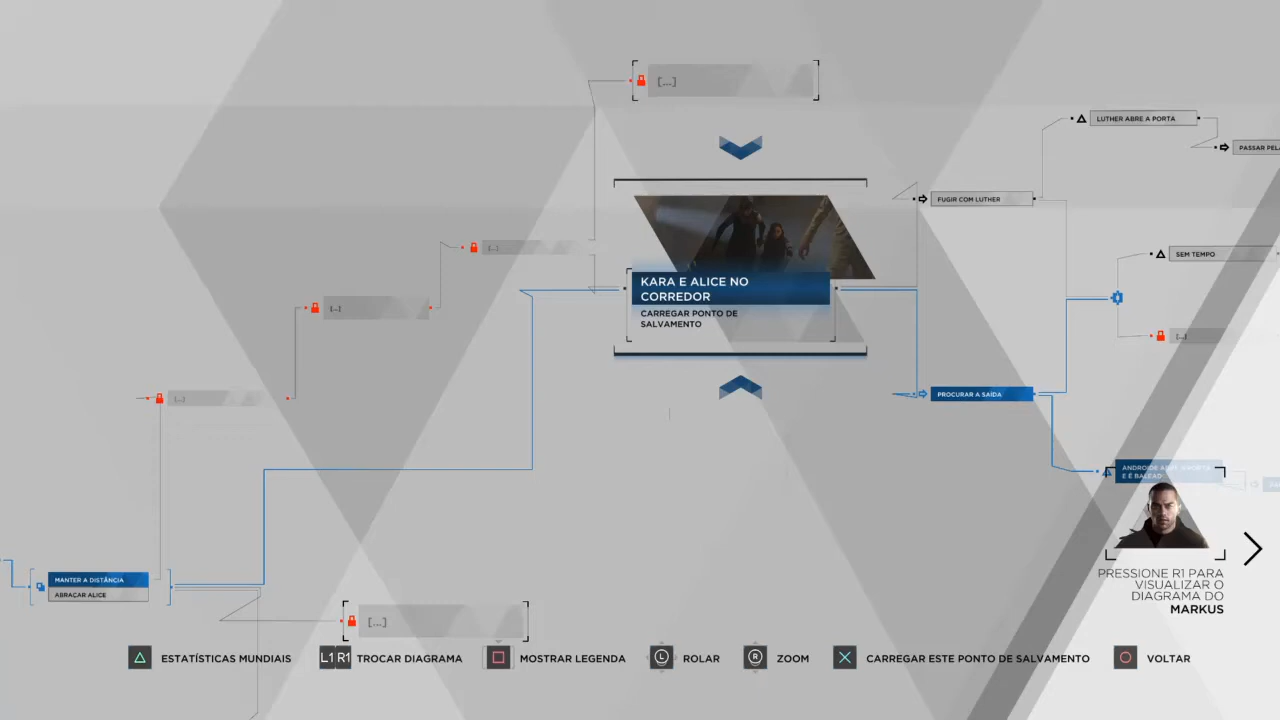 [...]
LUTHER ABRE A PORTA
PASSAR PEL
FUGIR COM LUTHER
[...]
SEM TEMPO
KARA E ALICE NO
CORREDOR
CARREGAR PONTO DE
SALVAMENTO
[...]
[...]
[...]
PROCURAR A SAÍDA
ANDROIDE
E É BALEAD
MANTER A DISTÂNCIA
ABRAÇAR ALICE
[...]
PRESSIONE R1 PARA
VISUALIZAR O
DIAGRAMA DO
MARKUS
ESTATÍSTICAS MUNDIAIS
L1 R1 TROCAR DIAGRAMA
MOSTRAR LEGENDA
L ROLAR
R ZOOM
CARREGAR ESTE PONTO DE SALVAMENTO
VOLTAR